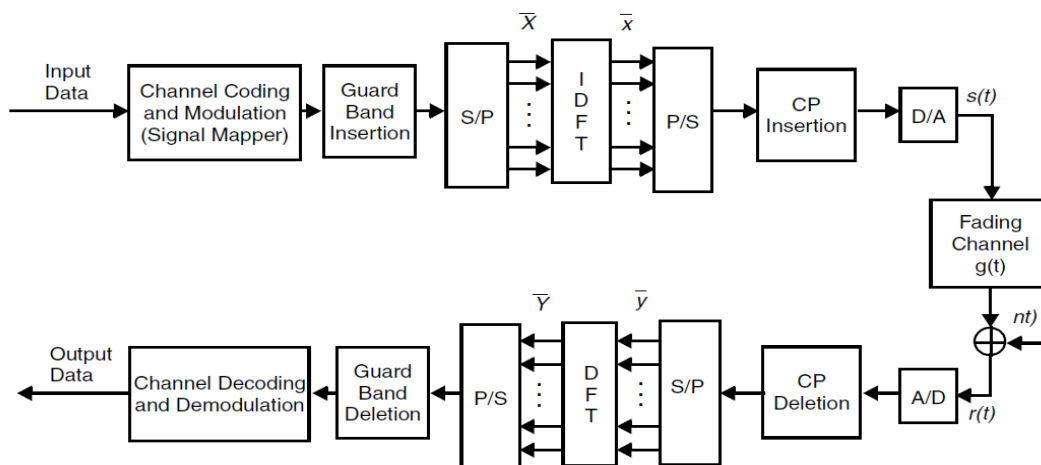 X
x
Input
Data
Channel Coding
and Modulation
(Signal Mapper)
Guard
Band
Insertion
S/P
I
D
F
T
P/S
CP
Insertion
D/A
s(t)
Fading
Channel
g(t)
nt)
r(t)
A/D
CP
Deletion
S/P
y
D
F
T
Y
P/S
Guard
Band
Deletion
Channel Decoding
and Demodulation
Output
Data